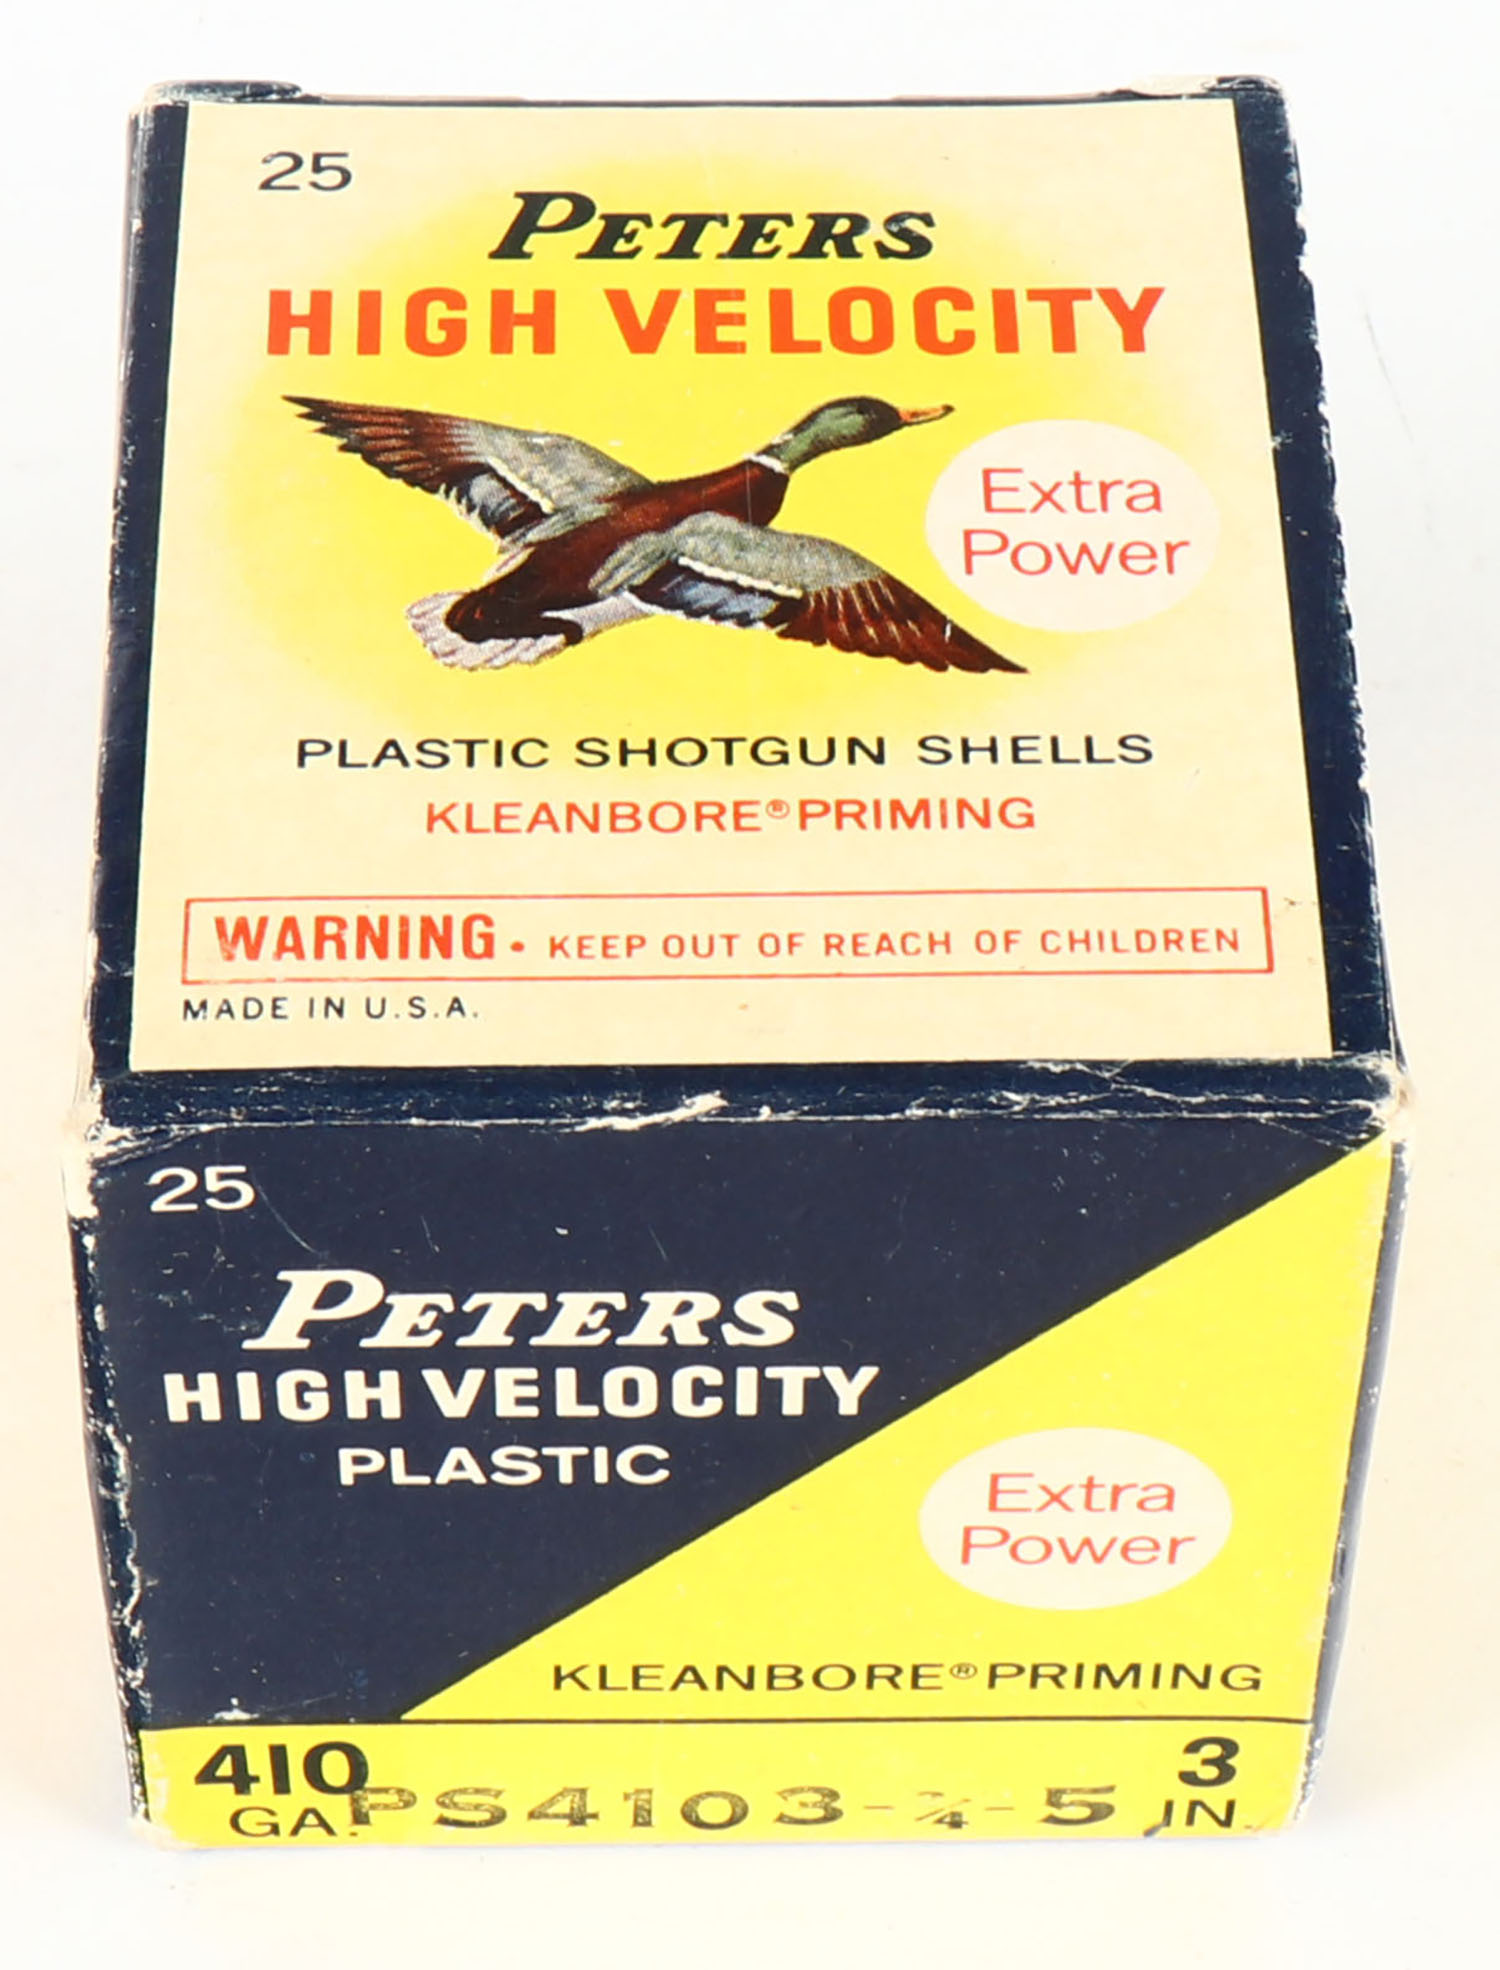 25
PETERS
HIGH VELOCITY
Extra
Power
PLASTIC SHOTGUN SHELLS
KLEANBORE® PRIMING
WARNING • KEEP OUT OF REACH OF CHILDREN
MADE IN U.S.A.
25
PETERS
HIGH VELOCITY
PLASTIC
Extra
Power
KLEANBORE® PRIMING
410 3
GA. PS4103-¾-5 IN.